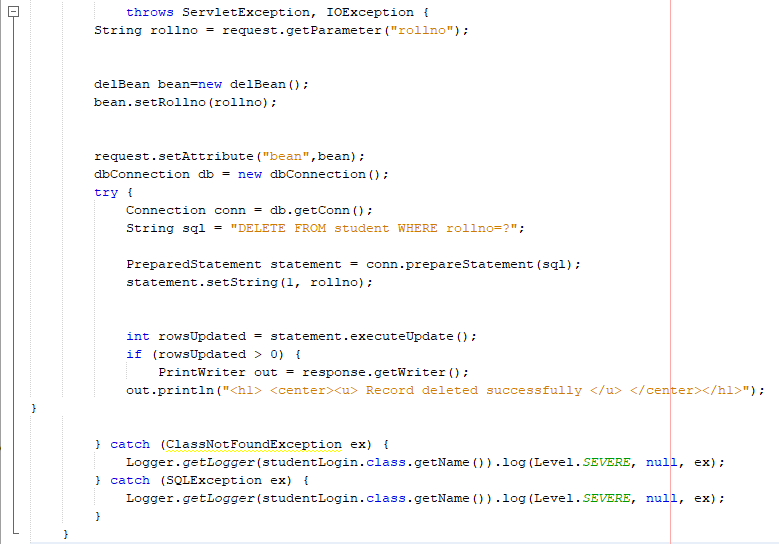 throws ServletException, IOException {
String rollno = request.getParameter("rollno");
delBean bean=new delBean();
bean.setRollno(rollno);
request.setAttribute("bean",bean);
dbConnection db = new dbConnection();
try {
Connection conn = db.getConn();
String sql = "DELETE FROM student WHERE rollno=?";
PreparedStatement statement = conn.prepareStatement(sql);
statement.setString(1, rollno);
int rowsUpdated = statement.executeUpdate();
if (rowsUpdated > 0) {
PrintWriter out = response.getWriter();
out.println("<h1> <center><u> Record deleted successfully </u> </center></h1>");
}
} catch (ClassNotFoundException ex) {
Logger.getLogger(studentLogin.class.getName()).log(Level.SEVERE, null, ex);
} catch (SQLException ex) {
Logger.getLogger(studentLogin.class.getName()).log(Level.SEVERE, null, ex);
}
}